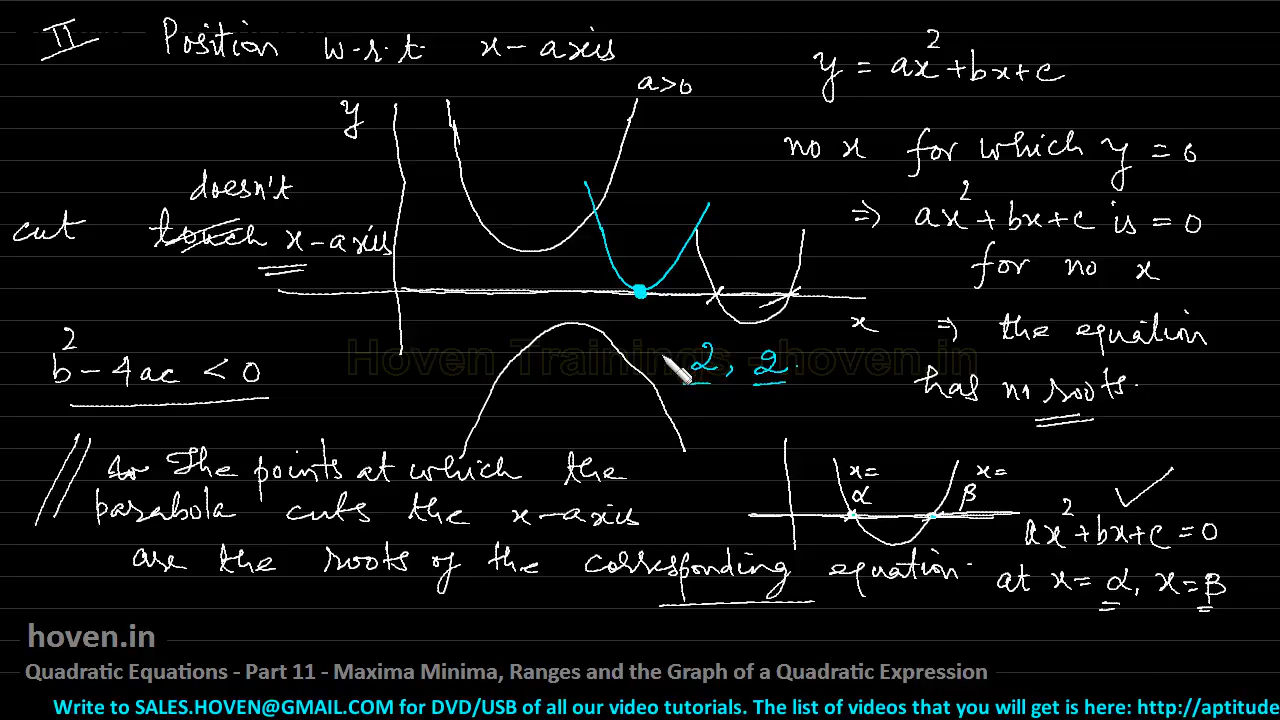 II Position w.r.t. x-axis
y = ax² + bx + c
a>0
y
no x for which y = 0
doesn't
cut touch x-axis
=> ax² + bx + c is = 0
for no x
x
=> the equation
has no roots.
b² - 4ac < 0
Hoven Trainings - hoven.in
2, 2.
// The points at which the
parabola cuts the x-axis
are the roots of the corresponding equation.
x= α
x= β
ax² + bx + c = 0
at x = α, x = β
hoven.in
Quadratic Equations - Part 11 - Maxima Minima, Ranges and the Graph of a Quadratic Expression
Write to SALES.HOVEN@GMAIL.COM for DVD/USB of all our video tutorials. The list of videos that you will get is here: http://aptitude